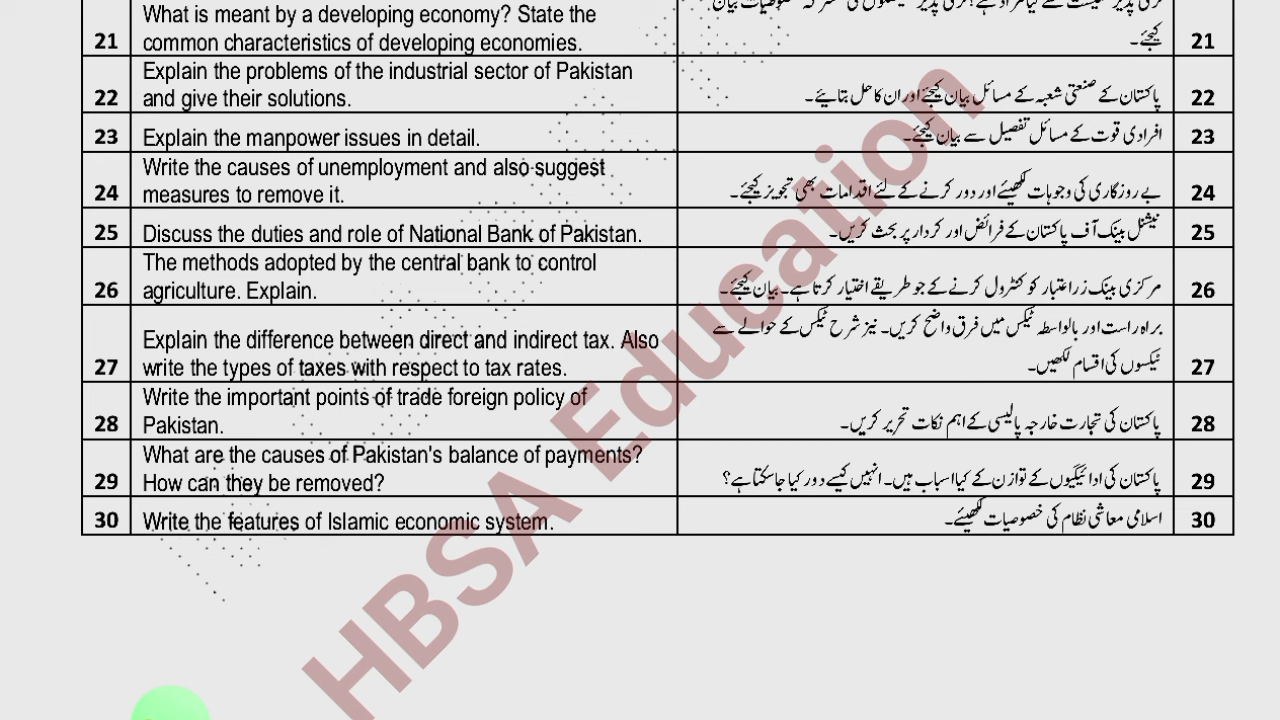 21
What is meant by a developing economy? State the
common characteristics of developing economies.
کیجئے۔
21
22
Explain the problems of the industrial sector of Pakistan
and give their solutions.
پاکستان کے صنعتی شعبہ کے مسائل بیان کیجئے اور ان کا حل بتائیے۔
22
23
Explain the manpower issues in detail.
افرادی قوت کے مسائل تفصیل سے بیان کیجئے۔
23
24
Write the causes of unemployment and also suggest
measures to remove it.
بے روزگاری کی وجوہات لکھیئے اور دور کرنے کے لئے اقدامات بھی تجویز کیجئے۔
24
25
Discuss the duties and role of National Bank of Pakistan.
نیشنل بینک آف پاکستان کے فرائض اور کردار پر بحث کریں۔
25
26
The methods adopted by the central bank to control
agriculture. Explain.
مرکزی بینک زر اعتبار کو کنٹرول کرنے کے جو طریقے اختیار کرتا ہے۔ بیان کیجئے۔
26
27
Explain the difference between direct and indirect tax. Also
write the types of taxes with respect to tax rates.
براہ راست اور بالواسطہ ٹیکس میں فرق واضح کریں۔ نیز شرح ٹیکس کے حوالے سے
ٹیکسوں کی اقسام لکھیں۔
27
28
Write the important points of trade foreign policy of
Pakistan.
پاکستان کی تجارت خارجہ پالیسی کے اہم نکات تحریر کریں۔
28
29
What are the causes of Pakistan's balance of payments?
How can they be removed?
پاکستان کی ادائیگیوں کے توازن کے کیا اسباب ہیں۔ انہیں کیسے دور کیا جاسکتا ہے؟
29
30
Write the features of Islamic economic system.
اسلامی معاشی نظام کی خصوصیات لکھیئے۔
30
HBSA Education